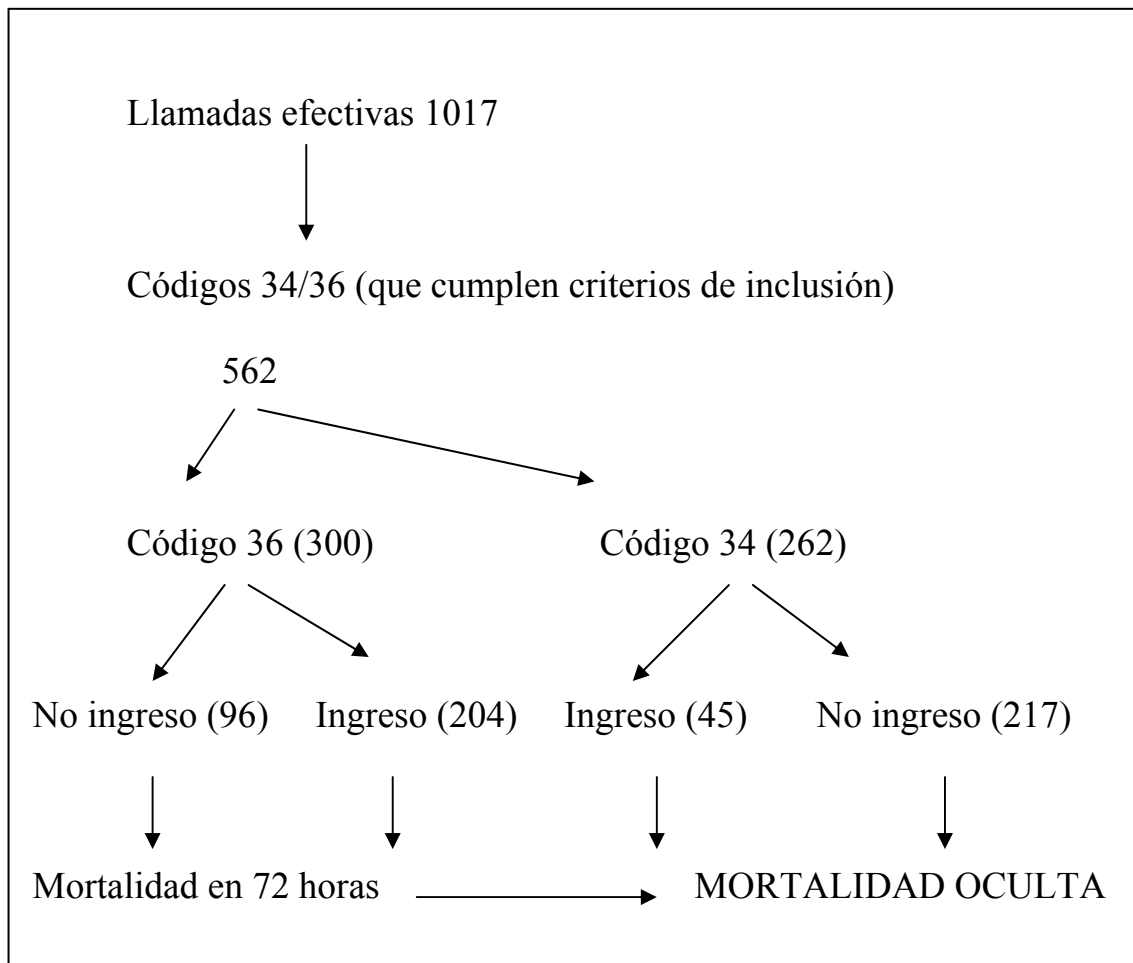 Llamadas efectivas 1017
Códigos 34/36 (que cumplen criterios de inclusión)
562
Código 36 (300) Código 34 (262)
No ingreso (96) Ingreso (204) Ingreso (45) No ingreso (217)
Mortalidad en 72 horas MORTALIDAD OCULTA